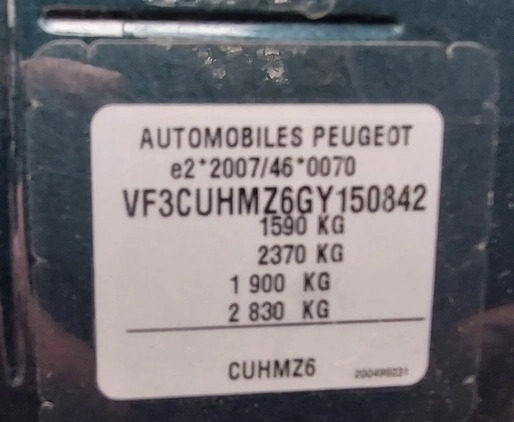 AUTOMOBILES PEUGEOT
e2*2007/46*0070
VF3CUHMZ6GY150842
1590 KG
2370 KG
1 900 KG
2 830 KG
CUHMZ6